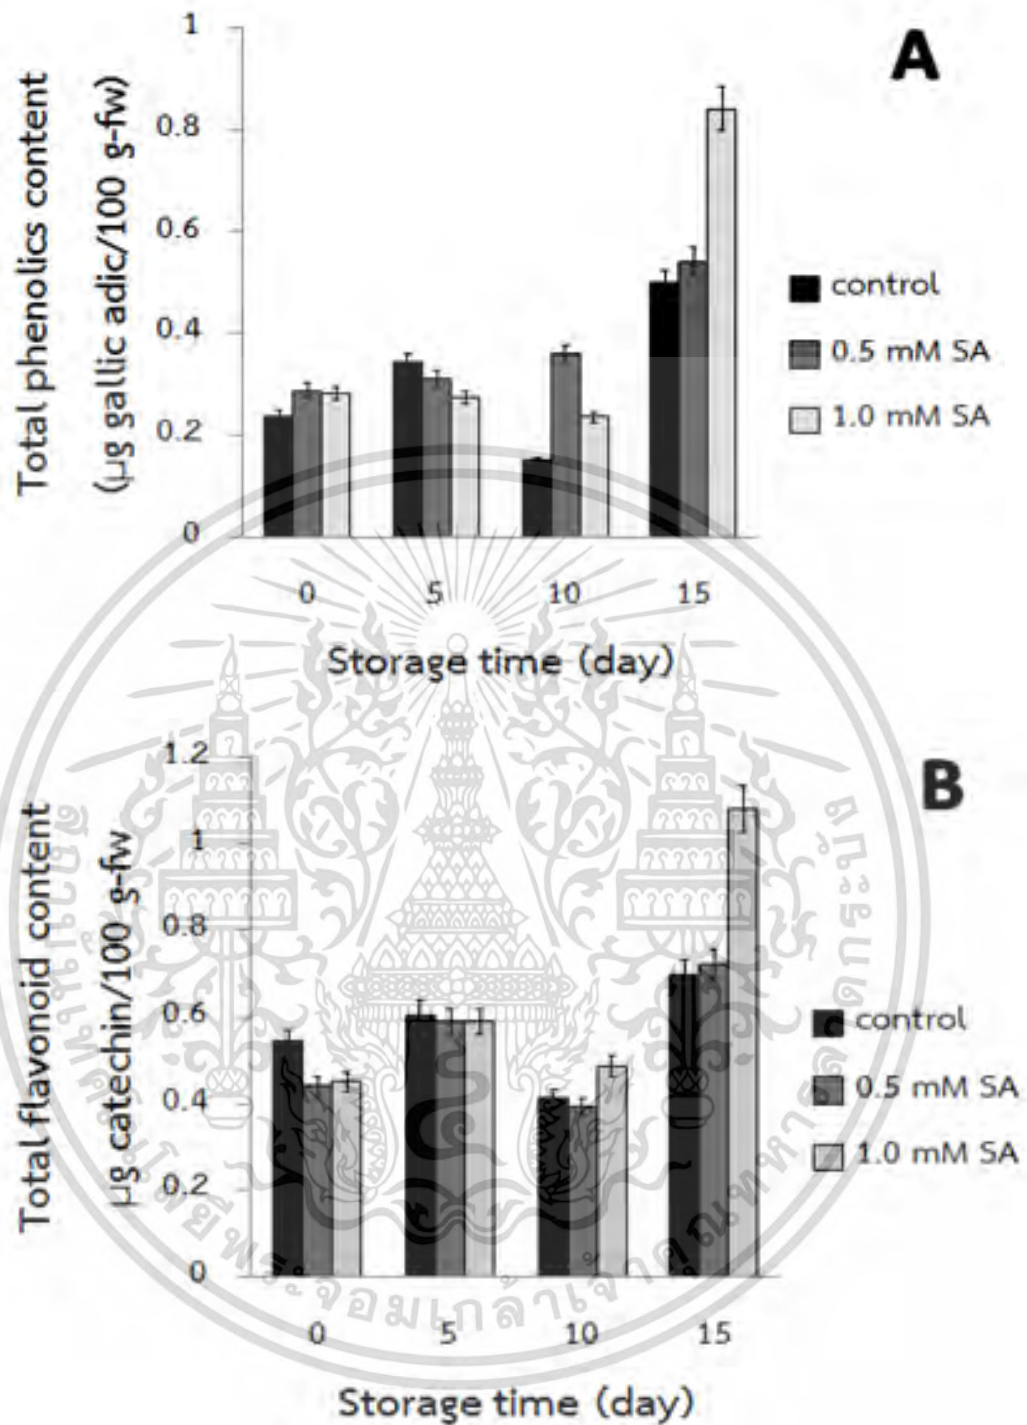 A
Total phenolics content
(µg gallic adic/100 g-fw)
1
0.8
0.6
0.4
0.2
0
0 5 10 15
Storage time (day)
control
0.5 mM SA
1.0 mM SA
B
Total flavonoid content
µg catechin/100 g-fw
1.2
1
0.8
0.6
0.4
0.2
0
0 5 10 15
Storage time (day)
control
0.5 mM SA
1.0 mM SA